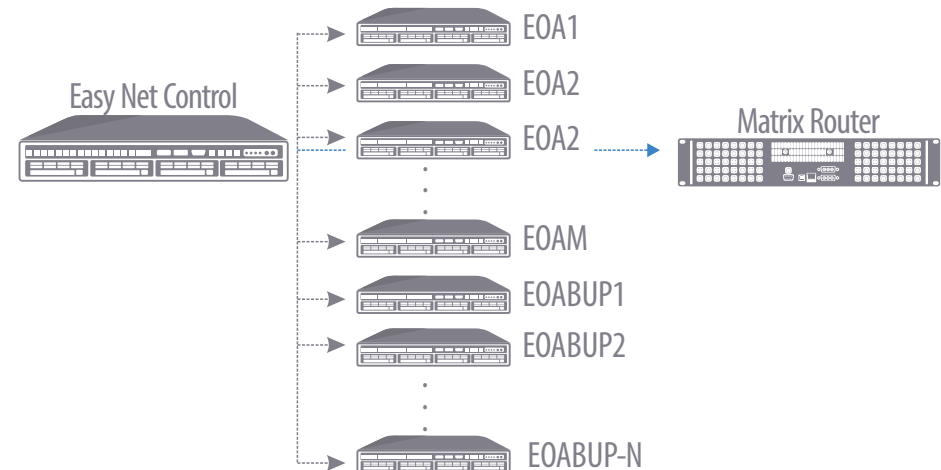 EOA1
EOA2
Easy Net Control
EOA2
Matrix Router
EOAM
EOABUP1
EOABUP2
EOABUP-N